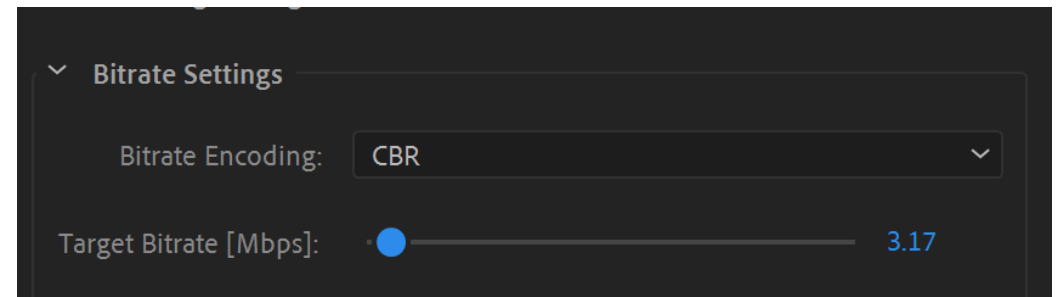 Bitrate Settings
Bitrate Encoding: CBR
Target Bitrate [Mbps]: 3.17